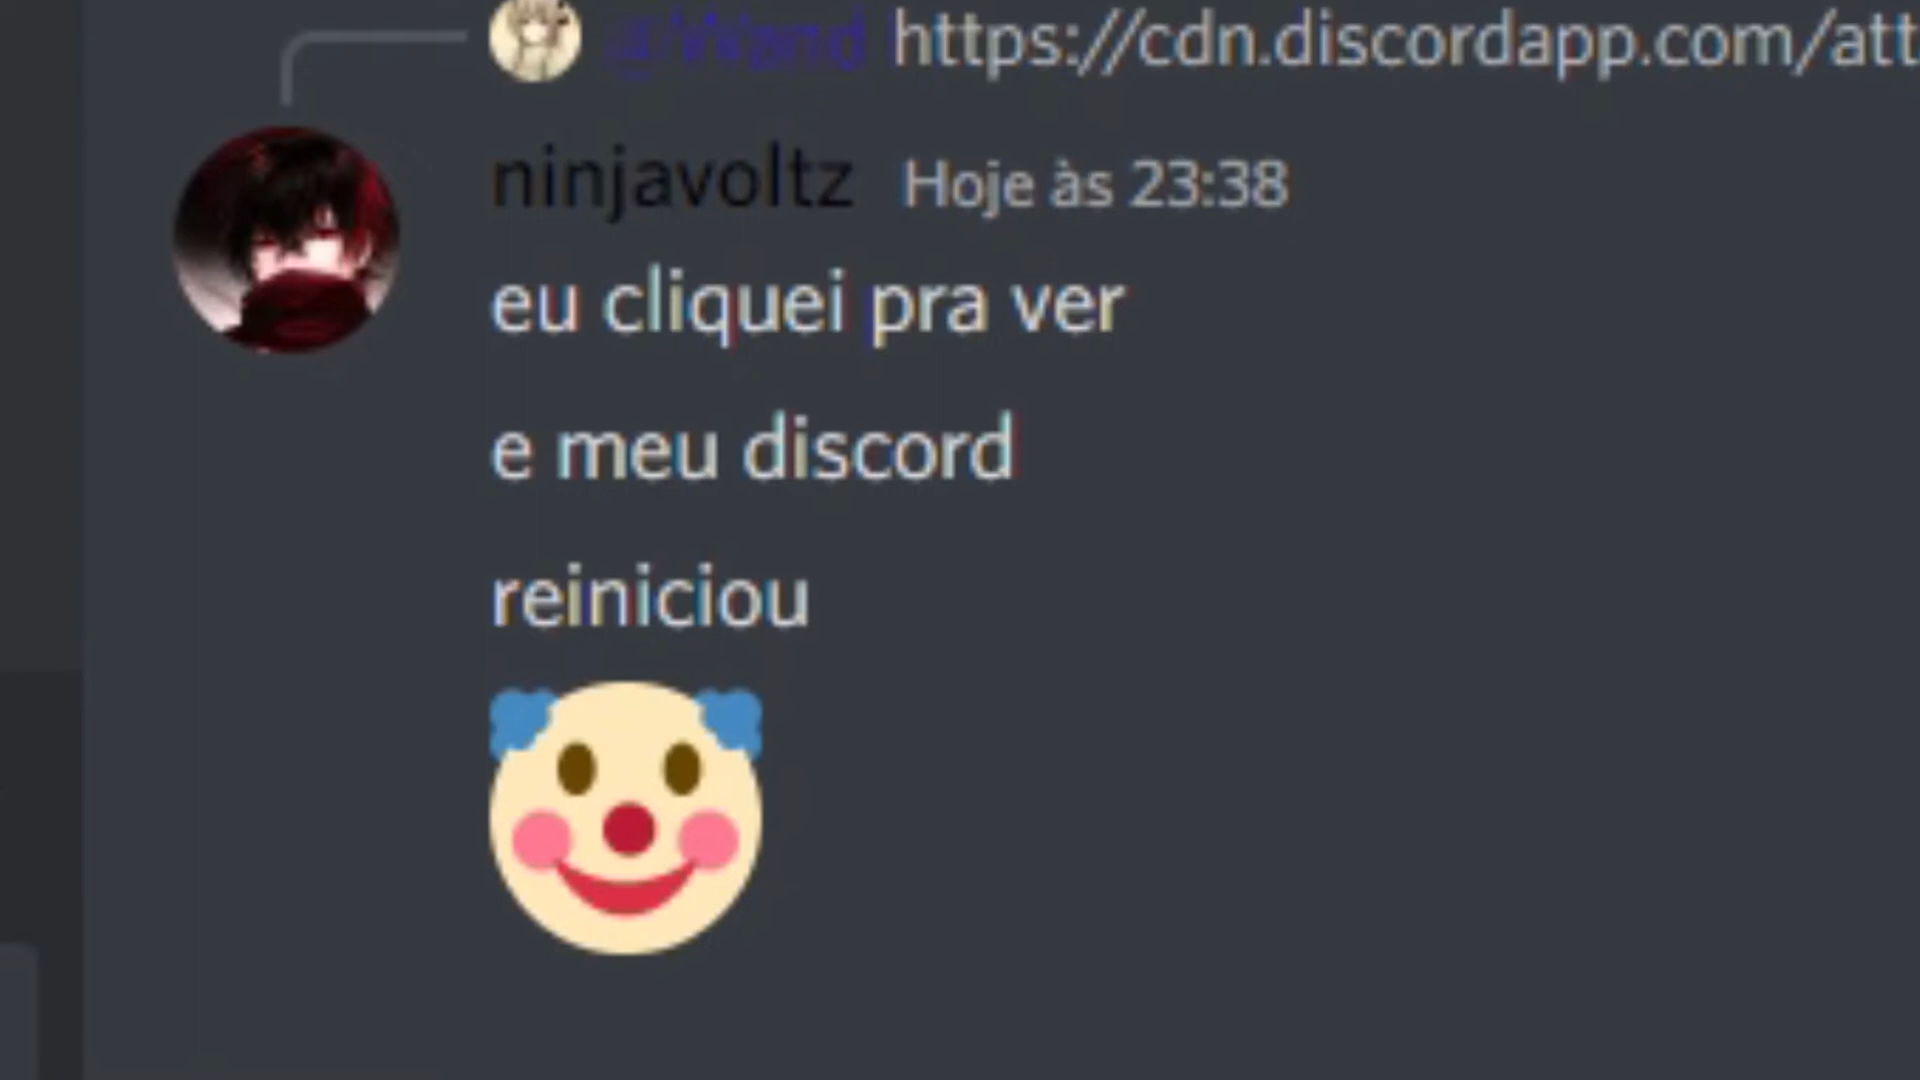 https://cdn.discordapp.com/att
ninjavoltz Hoje às 23:38
eu cliquei pra ver
e meu discord
reiniciou